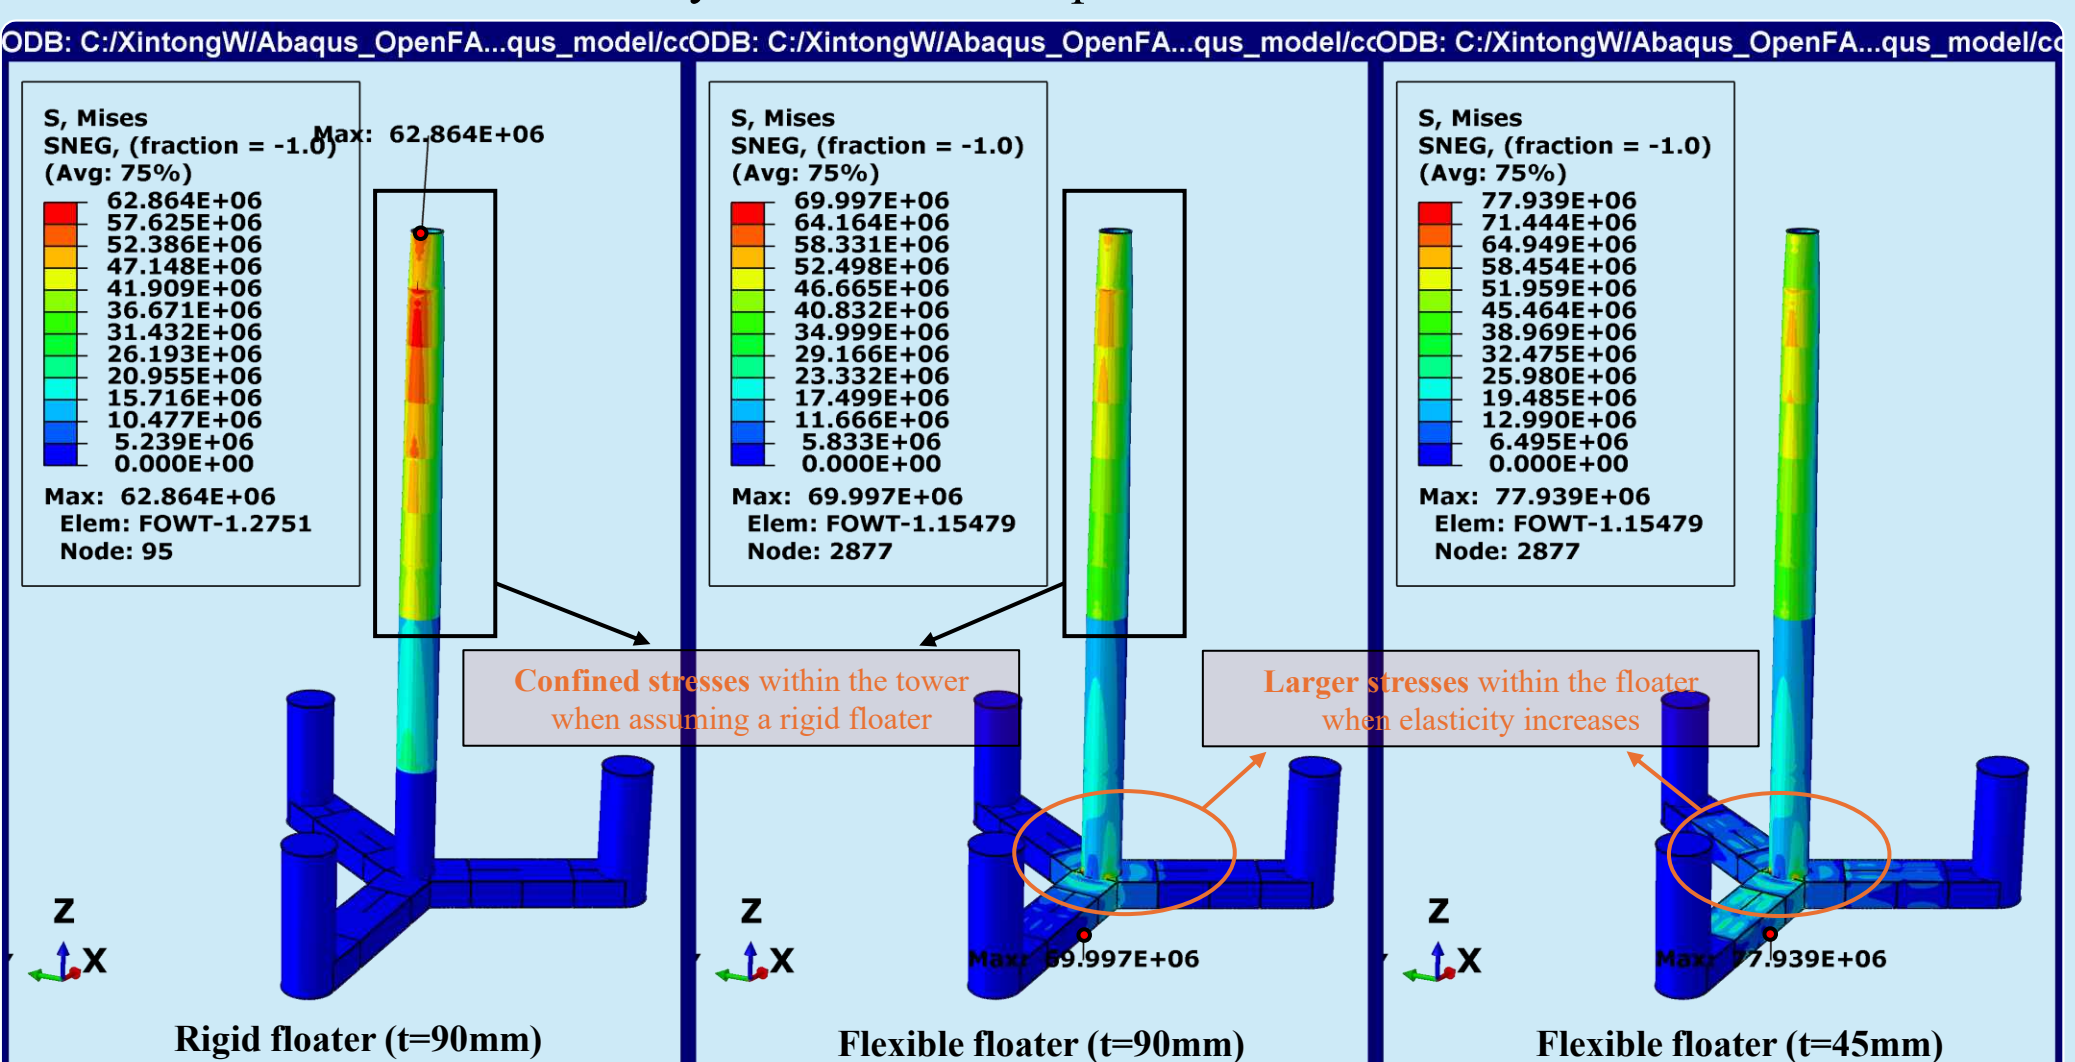 ODB: C:/XintongW/Abaqus_OpenFA...qus_model/cc
S, Mises
SNEG, (fraction = -1.0)
(Avg: 75%)
62.864E+06
57.625E+06
52.386E+06
47.148E+06
41.909E+06
36.671E+06
31.432E+06
26.193E+06
20.955E+06
15.716E+06
10.477E+06
5.239E+06
0.000E+00
Max: 62.864E+06
Elem: FOWT-1.2751
Node: 95
Max: 62.864E+06
Z
X
Rigid floater (t=90mm)
ODB: C:/XintongW/Abaqus_OpenFA...qus_model/cc
S, Mises
SNEG, (fraction = -1.0)
(Avg: 75%)
69.997E+06
64.164E+06
58.331E+06
52.498E+06
46.665E+06
40.832E+06
34.999E+06
29.166E+06
23.332E+06
17.499E+06
11.666E+06
5.833E+06
0.000E+00
Max: 69.997E+06
Elem: FOWT-1.15479
Node: 2877
Confined stresses within the tower
when assuming a rigid floater
Max: 69.997E+06
Z
X
Flexible floater (t=90mm)
ODB: C:/XintongW/Abaqus_OpenFA...qus_model/cc
S, Mises
SNEG, (fraction = -1.0)
(Avg: 75%)
77.939E+06
71.444E+06
64.949E+06
58.454E+06
51.959E+06
45.464E+06
38.969E+06
32.475E+06
25.980E+06
19.485E+06
12.990E+06
6.495E+06
0.000E+00
Max: 77.939E+06
Elem: FOWT-1.15479
Node: 2877
Larger stresses within the floater
when elasticity increases
Max: 77.939E+06
Z
X
Flexible floater (t=45mm)